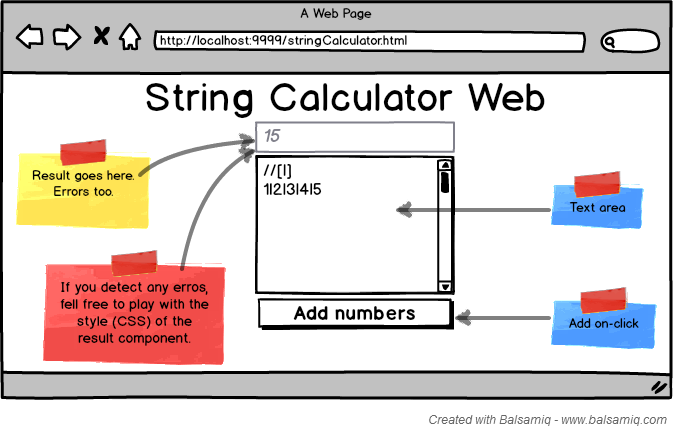 A Web Page
http://localhost:9999/stringCalculator.html
String Calculator Web
15
Result goes here.
Errors too.
//[|]
1|2|3|4|5
Text area
If you detect any erros,
fell free to play with the
style (CSS) of the
result component.
Add numbers
Add on-click
Created with Balsamiq - www.balsamiq.com